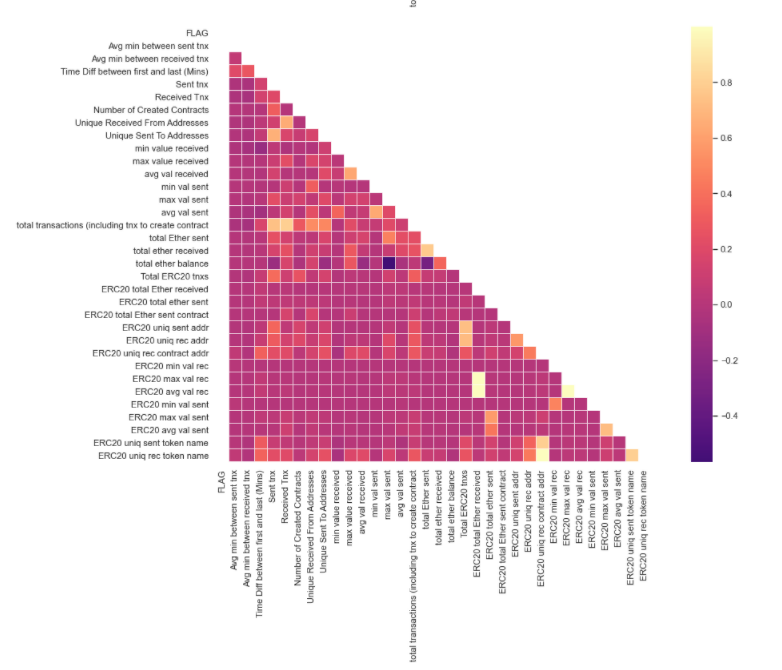 to
FLAG
Avg min between sent tnx
Avg min between received tnx
Time Diff between first and last (Mins)
Sent tnx
Received Tnx
Number of Created Contracts
Unique Received From Addresses
Unique Sent To Addresses
min value received
max value received
avg val received
min val sent
max val sent
avg val sent
total transactions (including tnx to create contract
total Ether sent
total ether received
total ether balance
Total ERC20 tnxs
ERC20 total Ether received
ERC20 total ether sent
ERC20 total Ether sent contract
ERC20 uniq sent addr
ERC20 uniq rec addr
ERC20 uniq rec contract addr
ERC20 min val rec
ERC20 max val rec
ERC20 avg val rec
ERC20 min val sent
ERC20 max val sent
ERC20 avg val sent
ERC20 uniq sent token name
ERC20 uniq rec token name
FLAG
Avg min between sent tnx
Avg min between received tnx
Time Diff between first and last (Mins)
Sent tnx
Received Tnx
Number of Created Contracts
Unique Received From Addresses
Unique Sent To Addresses
min value received
max value received
avg val received
min val sent
max val sent
avg val sent
total transactions (including tnx to create contract
total Ether sent
total ether received
total ether balance
Total ERC20 tnxs
ERC20 total Ether received
ERC20 total ether sent
ERC20 total Ether sent contract
ERC20 uniq sent addr
ERC20 uniq rec addr
ERC20 uniq rec contract addr
ERC20 min val rec
ERC20 max val rec
ERC20 avg val rec
ERC20 min val sent
ERC20 max val sent
ERC20 avg val sent
ERC20 uniq sent token name
ERC20 uniq rec token name
0.8
0.6
0.4
0.2
0.0
-0.2
-0.4